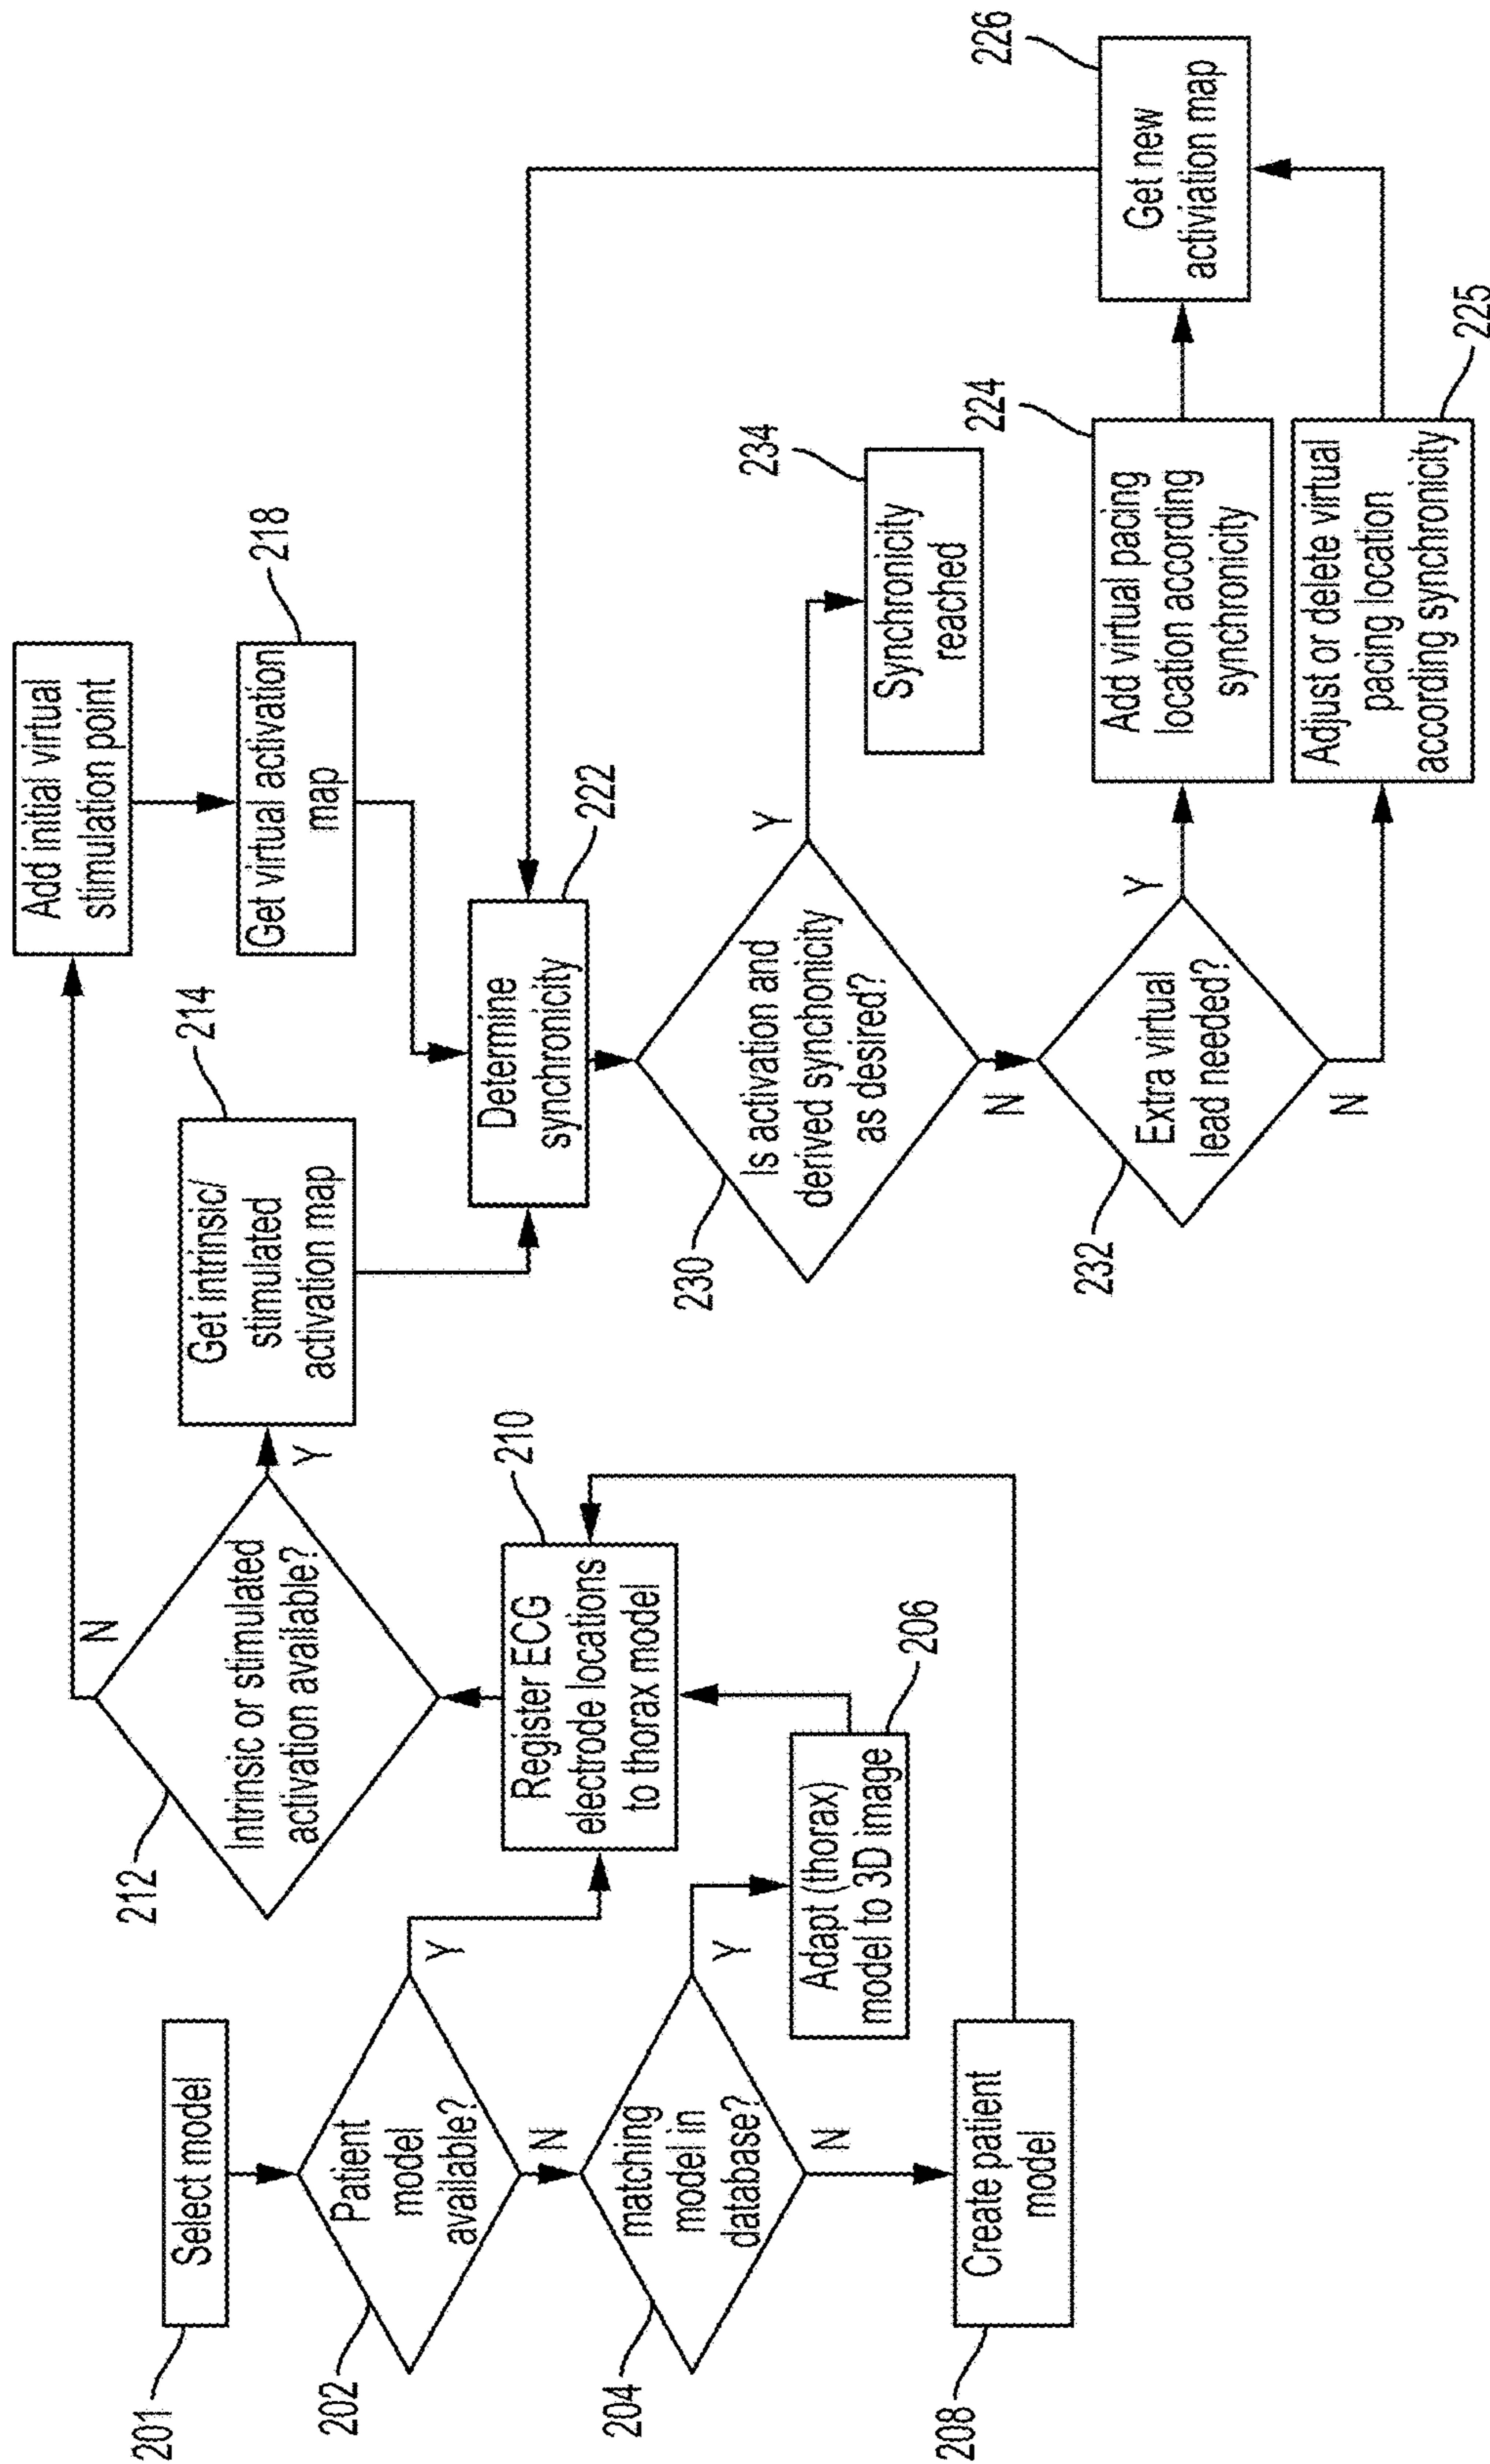 201
Select model
202
Patient
model
available?
Y
N
204
matching
model in
database?
Y
N
208
Create patient
model
Adapt (thorax)
model to 3D image
206
Register ECG
electrode locations
to thorax model
210
212
Intrinsic or stimulated
activation available?
N
Y
Get intrinsic/
stimulated
activation map
214
Add initial virtual
stimulation point
Get virtual activation
map
218
Determine
synchronicity
222
230
Is activation and
derived synchonicity
as desired?
Y
N
Synchronicity
reached
234
232
Extra virtual
lead needed?
Y
N
Add virtual pacing
location according
synchronicity
224
Adjust or delete virtual
pacing location
according synchronicity
225
Get new
activiation map
226